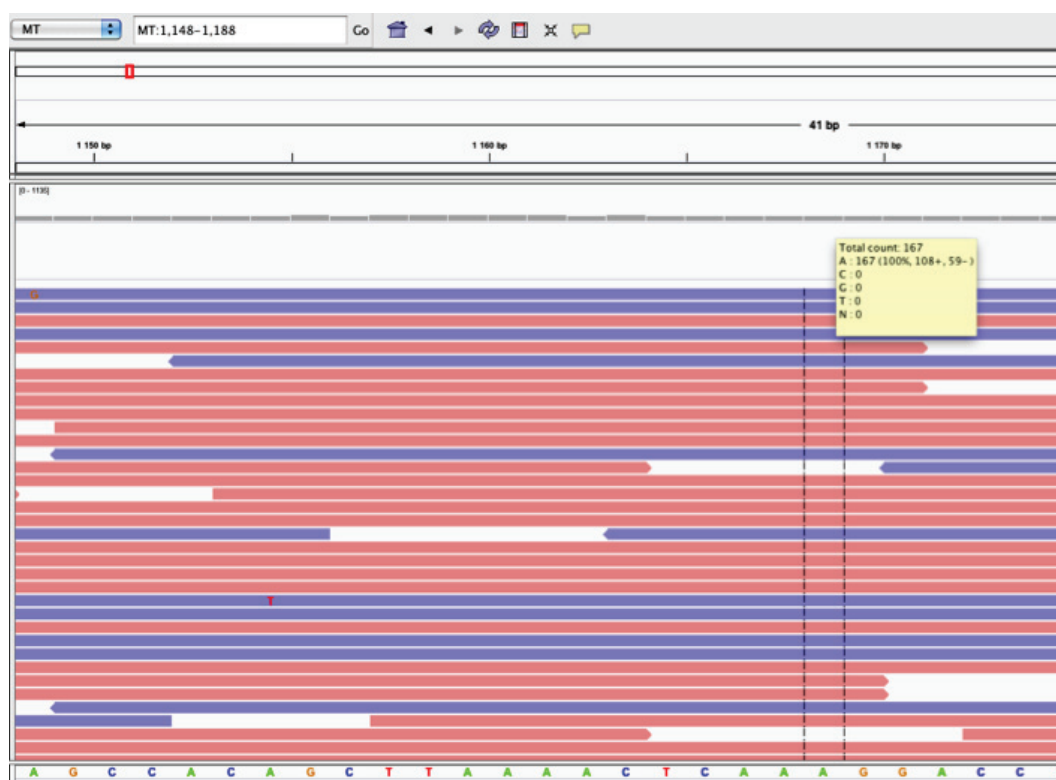 MT MT:1,148-1,188 Go
41 bp
1 150 bp 1 160 bp 1 170 bp
[0 - 1135]
Total count: 167
A : 167 (100%, 108+, 59- )
C : 0
G : 0
T : 0
N : 0
G
T
A G C C A C A G C T T A A A A C T C A A A G G A C C